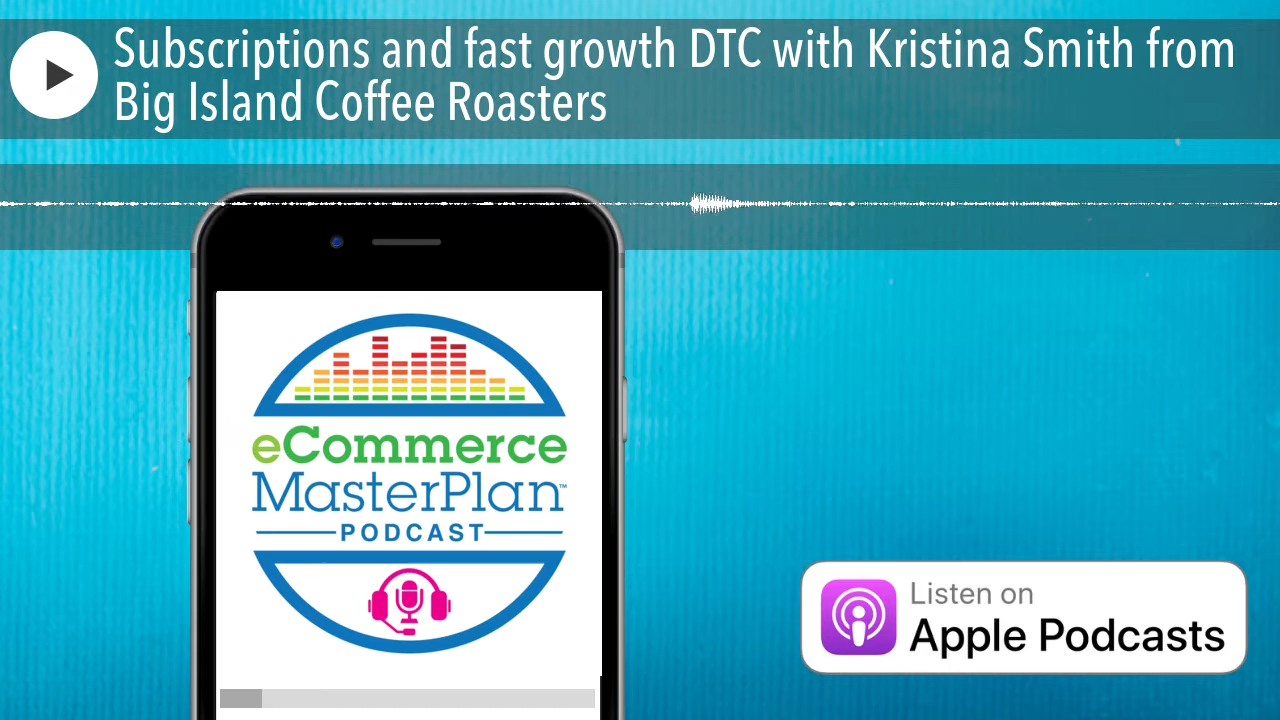 Subscriptions and fast growth DTC with Kristina Smith from
Big Island Coffee Roasters
eCommerce
MasterPlan™
PODCAST
Listen on
Apple Podcasts